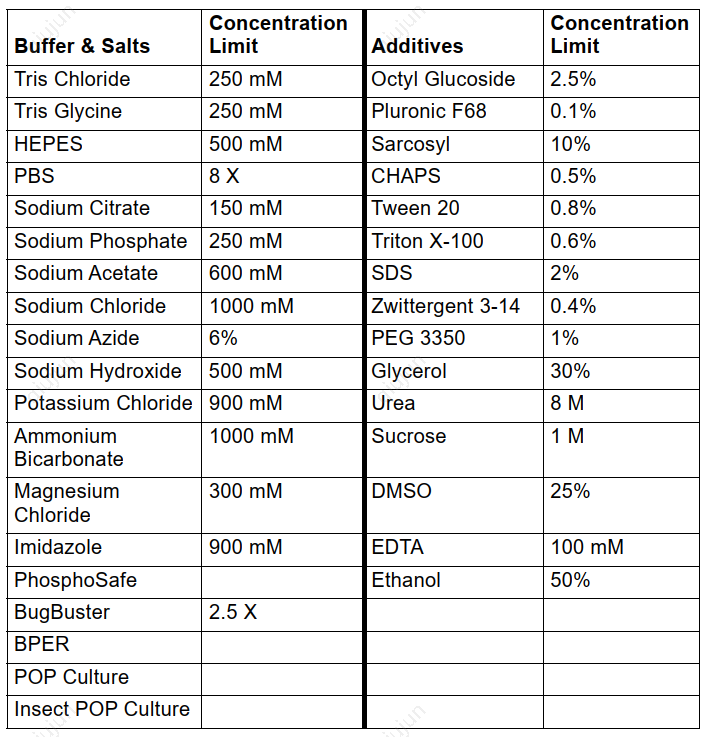 Buffer & Salts Concentration Limit Additives Concentration Limit
Tris Chloride 250 mM Octyl Glucoside 2.5%
Tris Glycine 250 mM Pluronic F68 0.1%
HEPES 500 mM Sarcosyl 10%
PBS 8 X CHAPS 0.5%
Sodium Citrate 150 mM Tween 20 0.8%
Sodium Phosphate 250 mM Triton X-100 0.6%
Sodium Acetate 600 mM SDS 2%
Sodium Chloride 1000 mM Zwittergent 3-14 0.4%
Sodium Azide 6% PEG 3350 1%
Sodium Hydroxide 500 mM Glycerol 30%
Potassium Chloride 900 mM Urea 8 M
Ammonium Bicarbonate 1000 mM Sucrose 1 M
Magnesium Chloride 300 mM DMSO 25%
Imidazole 900 mM EDTA 100 mM
PhosphoSafe Ethanol 50%
BugBuster 2.5 X
BPER
POP Culture
Insect POP Culture